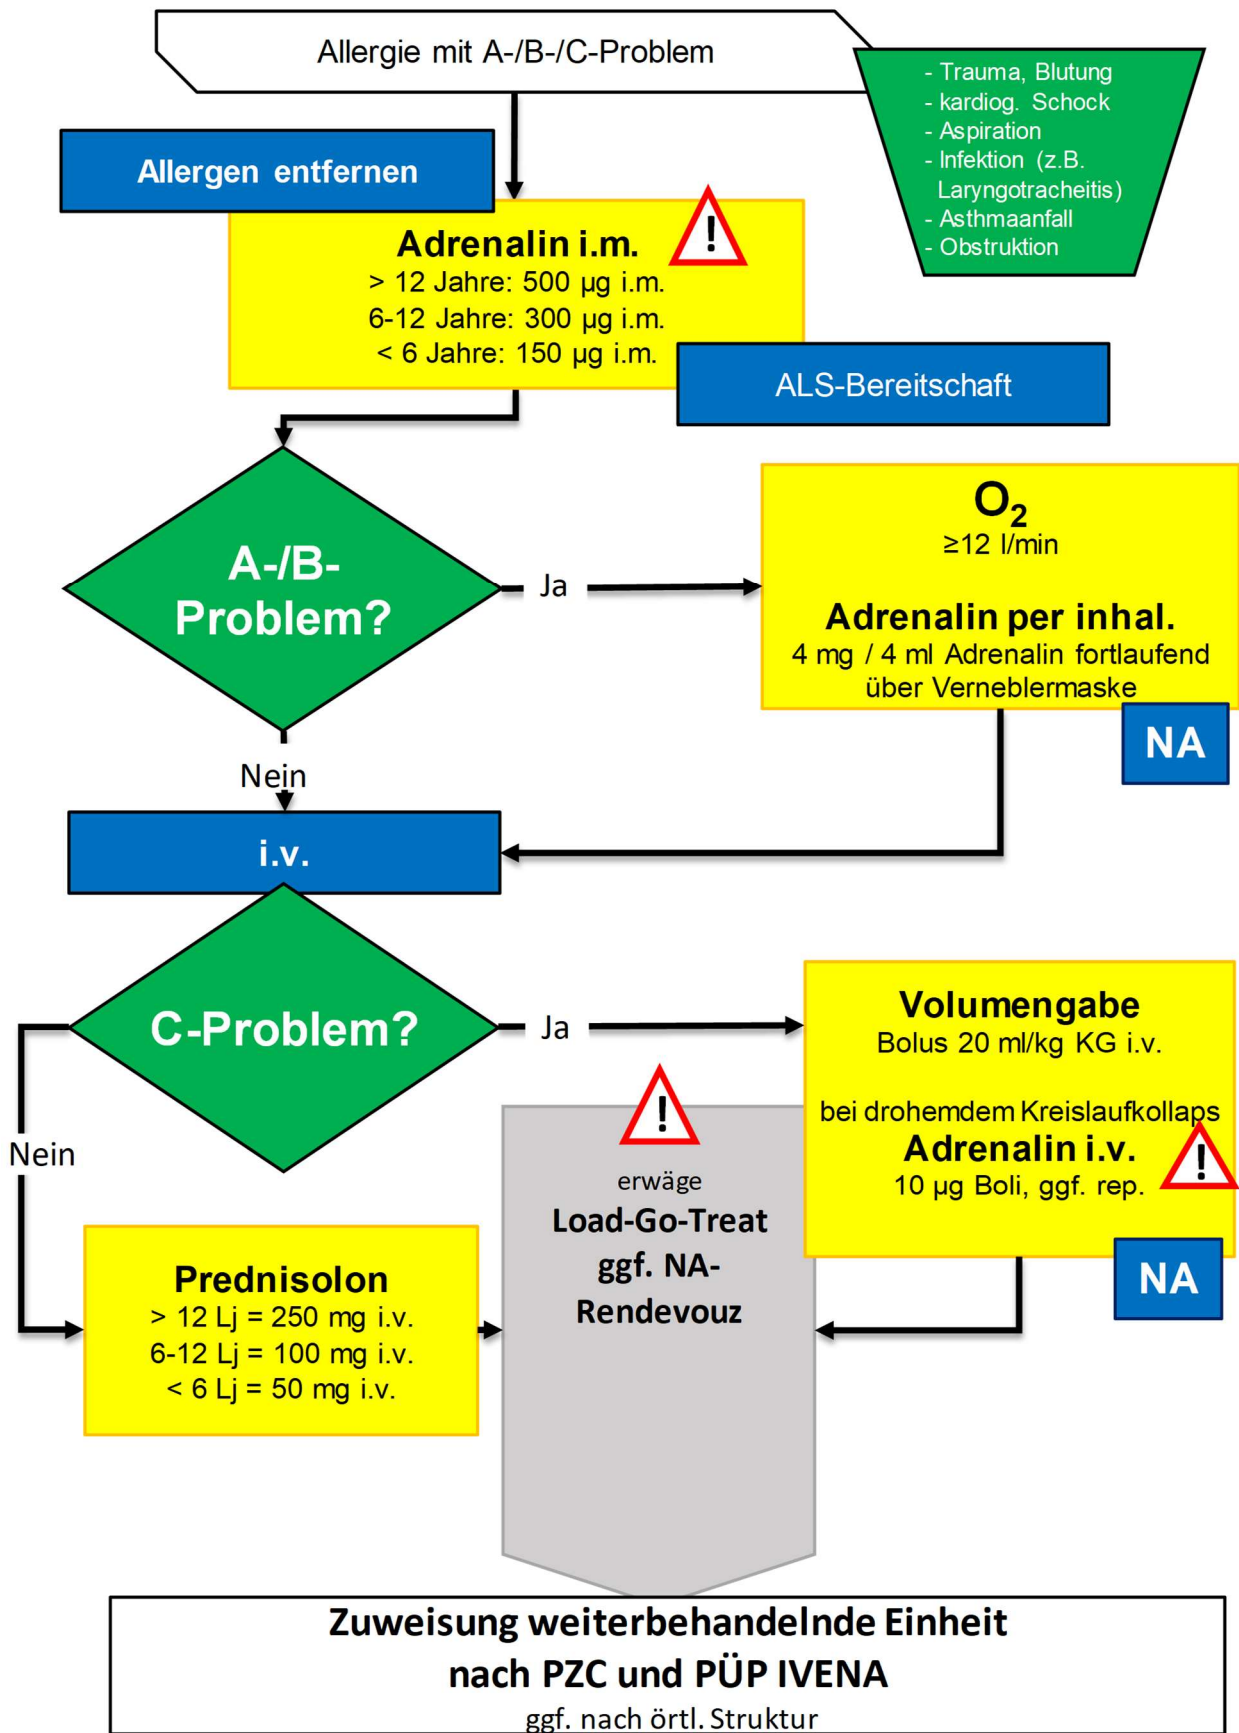 Allergie mit A-/B-/C-Problem
- Trauma, Blutung
- kardiog. Schock
- Aspiration
- Infektion (z.B.
Laryngotracheitis)
- Asthmaanfall
- Obstruktion
Allergen entfernen
!
Adrenalin i.m.
> 12 Jahre: 500 µg i.m.
6-12 Jahre: 300 µg i.m.
< 6 Jahre: 150 µg i.m.
ALS-Bereitschaft
A-/B-
Problem?
Ja
O2
≥12 l/min
Adrenalin per inhal.
4 mg / 4 ml Adrenalin fortlaufend
über Verneblermaske
NA
Nein
i.v.
C-Problem?
Ja
Nein
Volumengabe
Bolus 20 ml/kg KG i.v.
bei drohemdem Kreislaufkollaps
Adrenalin i.v.
10 µg Boli, ggf. rep.
!
NA
!
erwäge
Load-Go-Treat
ggf. NA-
Rendevouz
Prednisolon
> 12 Lj = 250 mg i.v.
6-12 Lj = 100 mg i.v.
< 6 Lj = 50 mg i.v.
Zuweisung weiterbehandelnde Einheit
nach PZC und PÜP IVENA
ggf. nach örtl. Struktur